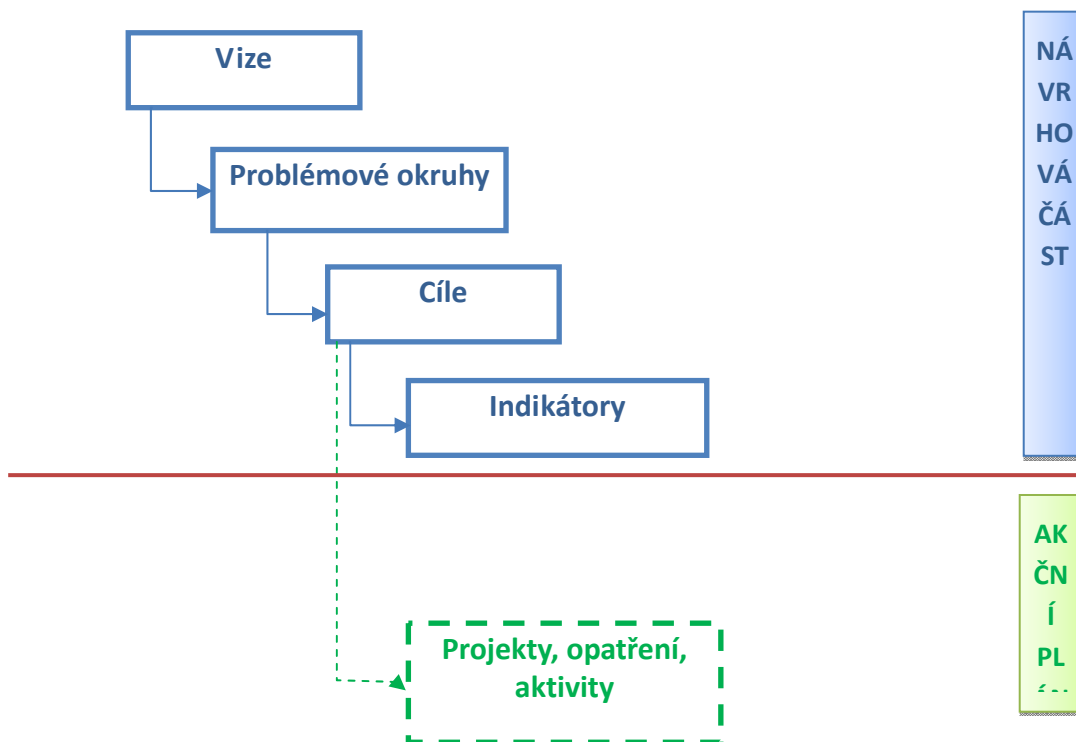 Vize
Problémové okruhy
Cíle
Indikátory
Projekty, opatření,
aktivity
NÁ
VR
HO
VÁ
ČÁ
ST
AK
ČN
Í
PL